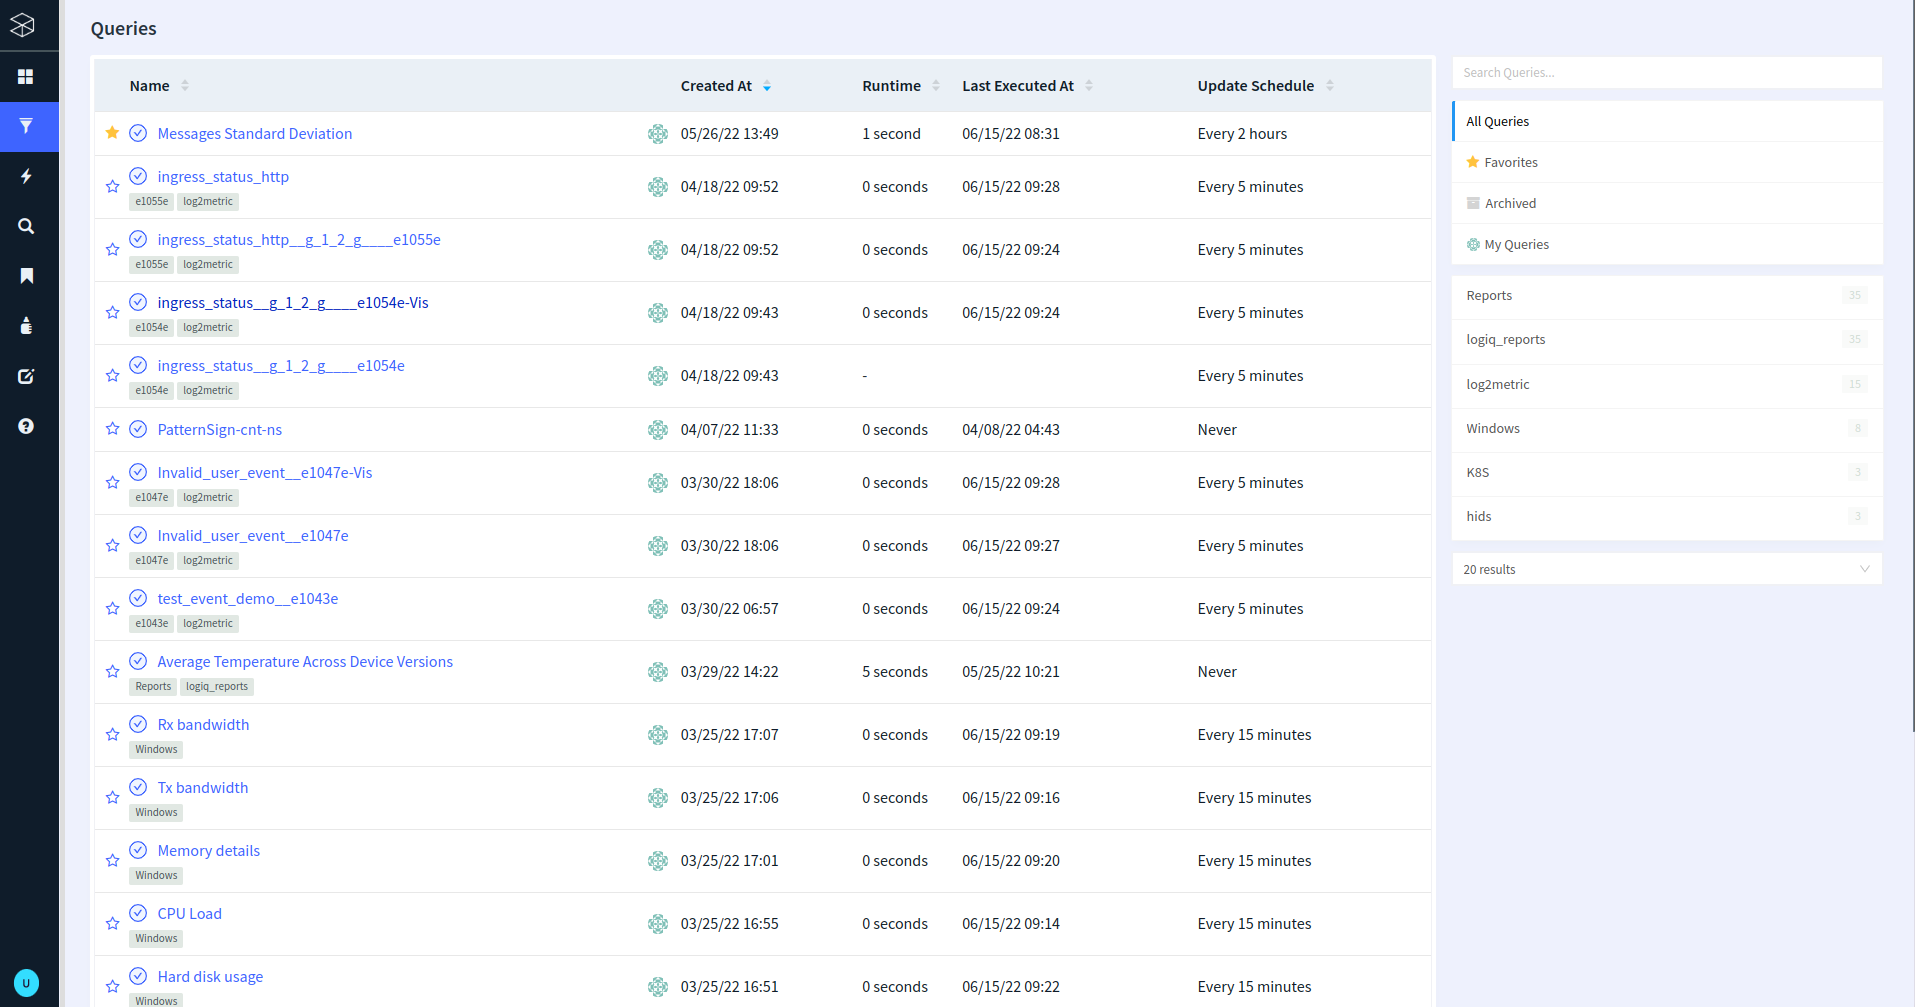 Queries
Name Created At Runtime Last Executed At Update Schedule
Messages Standard Deviation 05/26/22 13:49 1 second 06/15/22 08:31 Every 2 hours
ingress_status_http 04/18/22 09:52 0 seconds 06/15/22 09:28 Every 5 minutes
e1055e log2metric
ingress_status_http__g_1_2_g____e1055e 04/18/22 09:52 0 seconds 06/15/22 09:24 Every 5 minutes
e1055e log2metric
ingress_status__g_1_2_g____e1054e-Vis 04/18/22 09:43 0 seconds 06/15/22 09:24 Every 5 minutes
e1054e log2metric
ingress_status__g_1_2_g____e1054e 04/18/22 09:43 - Every 5 minutes
e1054e log2metric
PatternSign-cnt-ns 04/07/22 11:33 0 seconds 04/08/22 04:43 Never
Invalid_user_event__e1047e-Vis 03/30/22 18:06 0 seconds 06/15/22 09:28 Every 5 minutes
e1047e log2metric
Invalid_user_event__e1047e 03/30/22 18:06 0 seconds 06/15/22 09:27 Every 5 minutes
e1047e log2metric
test_event_demo__e1043e 03/30/22 06:57 0 seconds 06/15/22 09:24 Every 5 minutes
e1043e log2metric
Average Temperature Across Device Versions 03/29/22 14:22 5 seconds 05/25/22 10:21 Never
Reports logiq_reports
Rx bandwidth 03/25/22 17:07 0 seconds 06/15/22 09:19 Every 15 minutes
Windows
Tx bandwidth 03/25/22 17:06 0 seconds 06/15/22 09:16 Every 15 minutes
Windows
Memory details 03/25/22 17:01 0 seconds 06/15/22 09:20 Every 15 minutes
Windows
CPU Load 03/25/22 16:55 0 seconds 06/15/22 09:14 Every 15 minutes
Windows
Hard disk usage 03/25/22 16:51 0 seconds 06/15/22 09:22 Every 15 minutes
Windows
Search Queries...
All Queries
Favorites
Archived
My Queries
Reports 35
logiq_reports 35
log2metric 15
Windows 8
K8S 3
hids 3
20 results
U